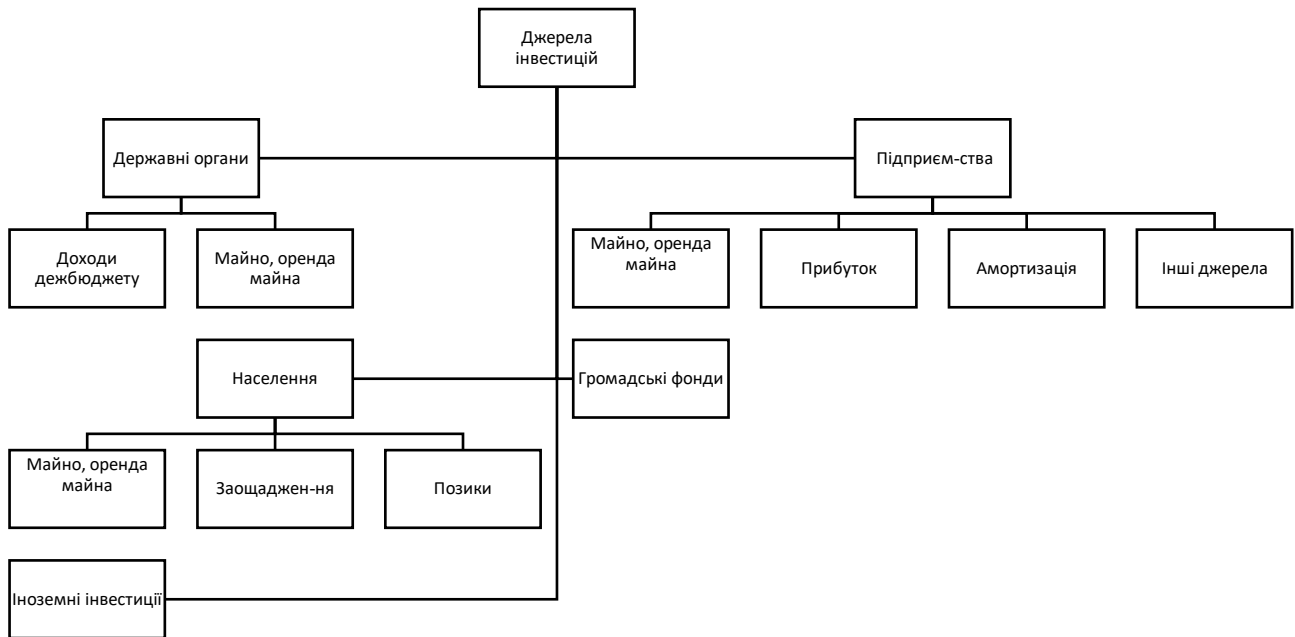 Джерела
інвестицій
Державні органи
Підприєм-ства
Доходи
дежбюджету
Майно, оренда
майна
Майно, оренда
майна
Прибуток
Амортизація
Інші джерела
Населення
Громадські фонди
Майно, оренда
майна
Заощаджен-ня
Позики
Іноземні інвестиції